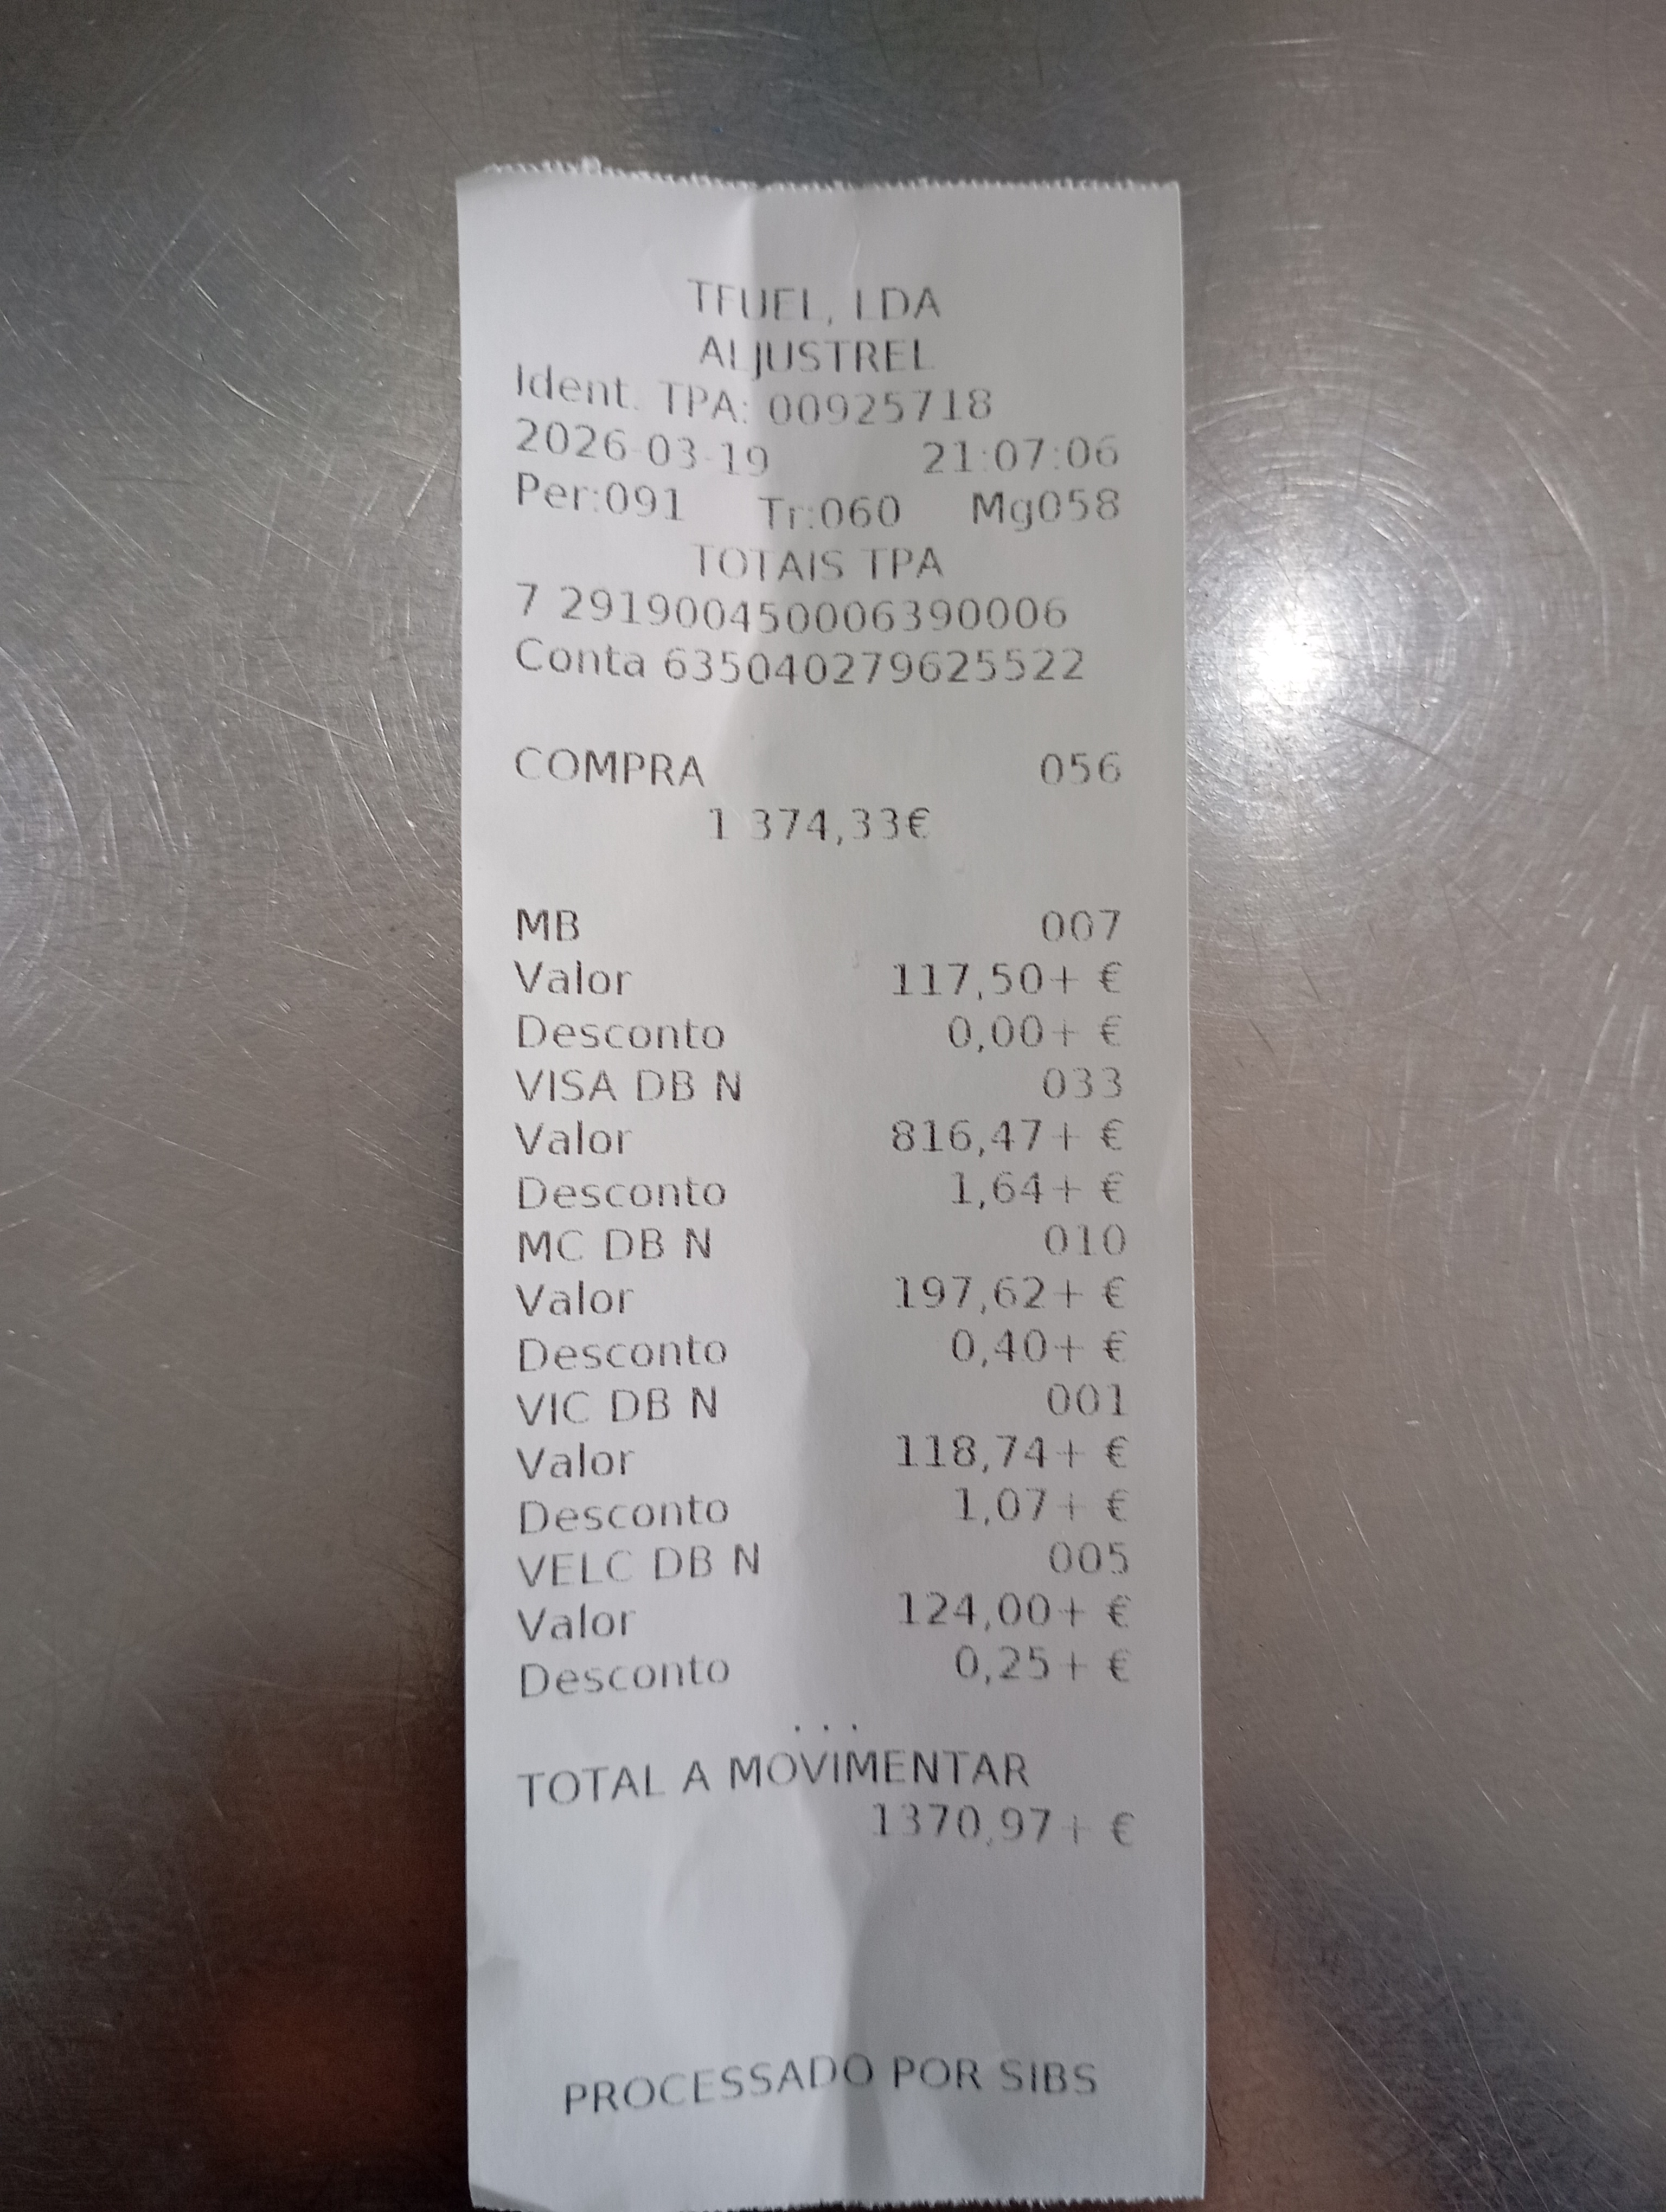 TFUEL, LDA
ALJUSTREL
Ident. TPA: 00925718
2026-03-19 21:07:06
Per:091 Tr:060 Mg058
TOTAIS TPA
7 291900450006390006
Conta 635040279625522
COMPRA 056
1 374,33€
MB 007
Valor 117,50+ €
Desconto 0,00+ €
VISA DB N 033
Valor 816,47+ €
Desconto 1,64+ €
MC DB N 010
Valor 197,62+ €
Desconto 0,40+ €
VIC DB N 001
Valor 118,74+ €
Desconto 1,07+ €
VELC DB N 005
Valor 124,00+ €
Desconto 0,25+ €
...
TOTAL A MOVIMENTAR
1370,97+ €
PROCESSADO POR SIBS